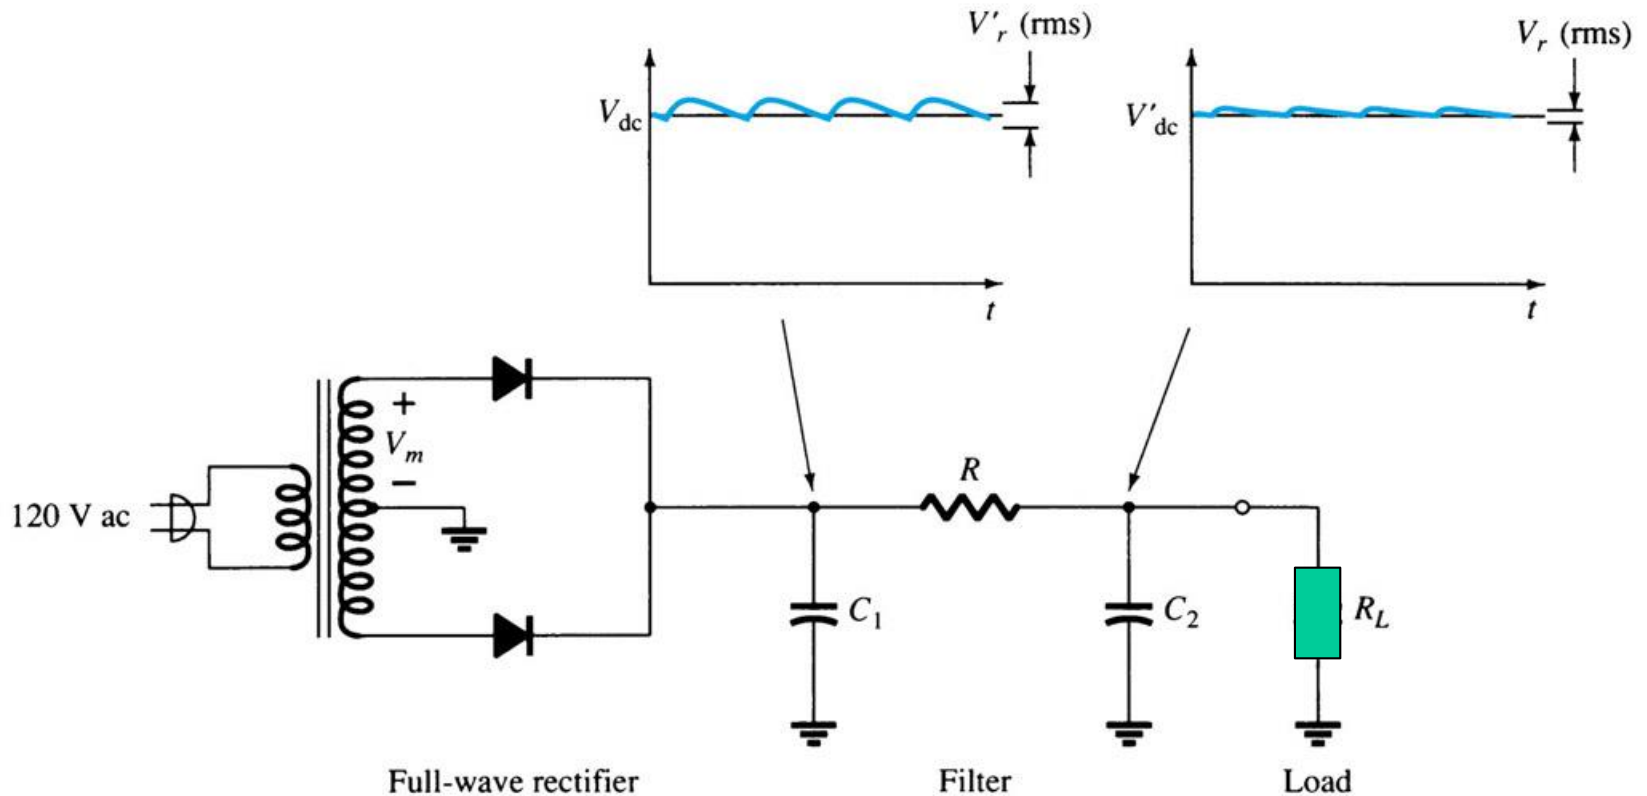 V′r (rms)
Vr (rms)
Vdc
V′dc
t
t
+
Vm
−
R
120 V ac
C1
C2
RL
Full-wave rectifier
Filter
Load